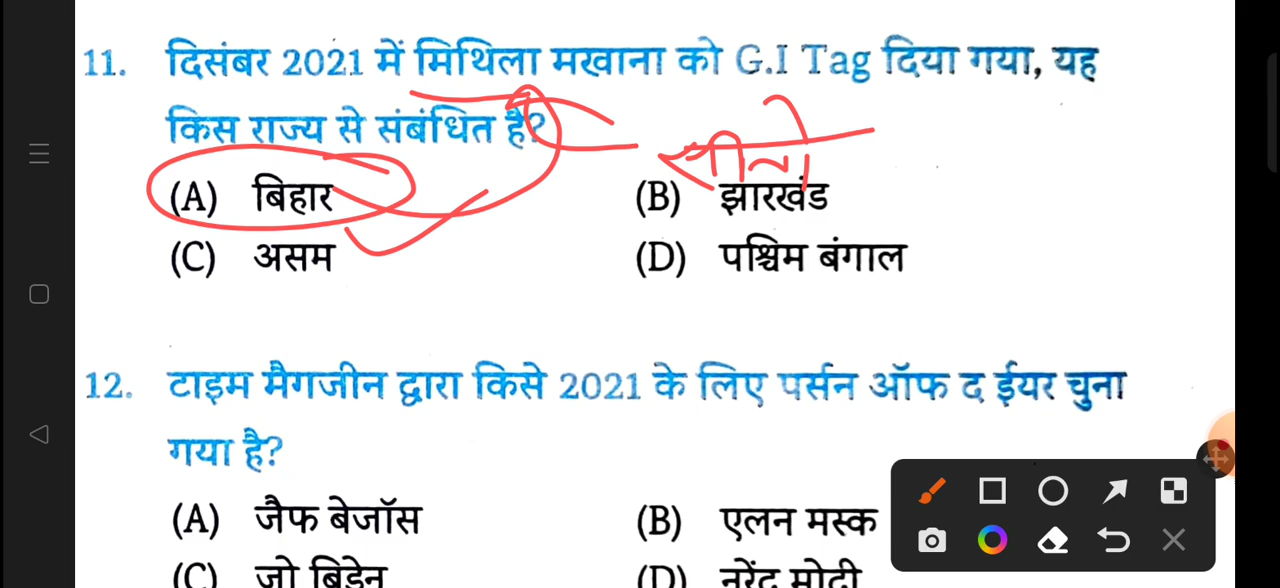 11. दिसंबर 2021 में मिथिला मखाना को G.I Tag दिया गया, यह
किस राज्य से संबंधित है?
(A) बिहार (B) झारखंड
(C) असम (D) पश्चिम बंगाल
12. टाइम मैगजीन द्वारा किसे 2021 के लिए पर्सन ऑफ द ईयर चुना
गया है?
(A) जैफ बेजॉस (B) एलन मस्क
(C) जो बिडेन (D) नरेंद्र मोदी